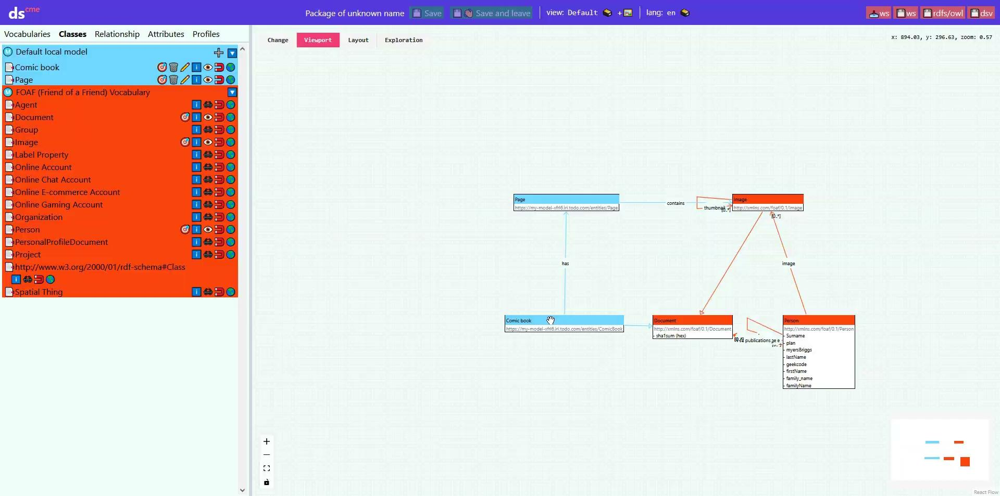 dscme
Package of unknown name
Save
Save and leave
view: Default
+
lang: en
ws
ws
rdfs/owl
dsv
Vocabularies
Classes
Relationship
Attributes
Profiles
Change
Viewport
Layout
Exploration
x: 894.03, y: 296.63, zoom: 0.57
M Default local model
Comic book
Page
M FOAF (Friend of a Friend) Vocabulary
Agent
Document
Group
Image
Label Property
Online Account
Online Chat Account
Online E-commerce Account
Online Gaming Account
Organization
Person
PersonalProfileDocument
Project
http://www.w3.org/2000/01/rdf-schema#Class
Spatial Thing
Page
https://my-model-xfrl6.iri.todo.com/entities/Page
contains
thumbnail
[0..*]
Image
http://xmlns.com/foaf/0.1/Image
[0..*]
has
image
Comic book
https://my-model-xfrl6.iri.todo.com/entities/ComicBook
Document
http://xmlns.com/foaf/0.1/Document
- sha1sum (hex)
publications
Person
http://xmlns.com/foaf/0.1/Person
- Surname
- plan
- myersBriggs
- lastName
- geekcode
- firstName
- family_name
- familyName
React Flow